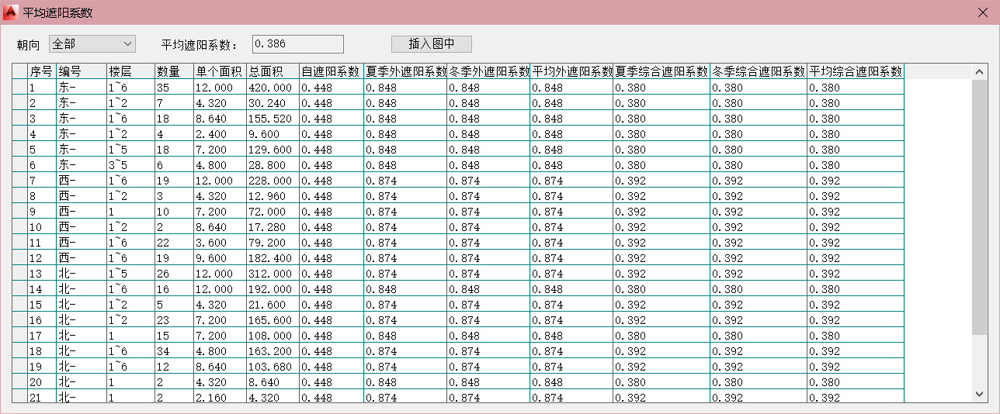 平均遮阳系数
朝向 全部 平均遮阳系数： 0.386 插入图中
序号 编号 楼层 数量 单个面积 总面积 自遮阳系数 夏季外遮阳系数 冬季外遮阳系数 平均外遮阳系数 夏季综合遮阳系数 冬季综合遮阳系数 平均综合遮阳系数
1 东- 1~6 35 12.000 420.000 0.448 0.848 0.848 0.848 0.380 0.380 0.380
2 东- 1~2 7 4.320 30.240 0.448 0.848 0.848 0.848 0.380 0.380 0.380
3 东- 1~6 18 8.640 155.520 0.448 0.848 0.848 0.848 0.380 0.380 0.380
4 东- 1~2 4 2.400 9.600 0.448 0.848 0.848 0.848 0.380 0.380 0.380
5 东- 1~5 18 7.200 129.600 0.448 0.848 0.848 0.848 0.380 0.380 0.380
6 东- 3~5 6 4.800 28.800 0.448 0.848 0.848 0.848 0.380 0.380 0.380
7 西- 1~6 19 12.000 228.000 0.448 0.874 0.874 0.874 0.392 0.392 0.392
8 西- 1~2 3 4.320 12.960 0.448 0.874 0.874 0.874 0.392 0.392 0.392
9 西- 1 10 7.200 72.000 0.448 0.874 0.874 0.874 0.392 0.392 0.392
10 西- 1~2 2 8.640 17.280 0.448 0.874 0.874 0.874 0.392 0.392 0.392
11 西- 1~6 22 3.600 79.200 0.448 0.874 0.874 0.874 0.392 0.392 0.392
12 西- 1~6 19 9.600 182.400 0.448 0.874 0.874 0.874 0.392 0.392 0.392
13 北- 1~5 26 12.000 312.000 0.448 0.874 0.874 0.874 0.392 0.392 0.392
14 北- 1~6 16 12.000 192.000 0.448 0.848 0.848 0.848 0.380 0.380 0.380
15 北- 1~2 5 4.320 21.600 0.448 0.874 0.874 0.874 0.392 0.392 0.392
16 北- 1~2 23 7.200 165.600 0.448 0.874 0.874 0.874 0.392 0.392 0.392
17 北- 1 15 7.200 108.000 0.448 0.848 0.848 0.848 0.380 0.380 0.380
18 北- 1~6 34 4.800 163.200 0.448 0.874 0.874 0.874 0.392 0.392 0.392
19 北- 1~6 12 8.640 103.680 0.448 0.874 0.874 0.874 0.392 0.392 0.392
20 北- 1 2 4.320 8.640 0.448 0.848 0.848 0.848 0.380 0.380 0.380
21 北- 1 2 2.160 4.320 0.448 0.874 0.874 0.874 0.392 0.392 0.392